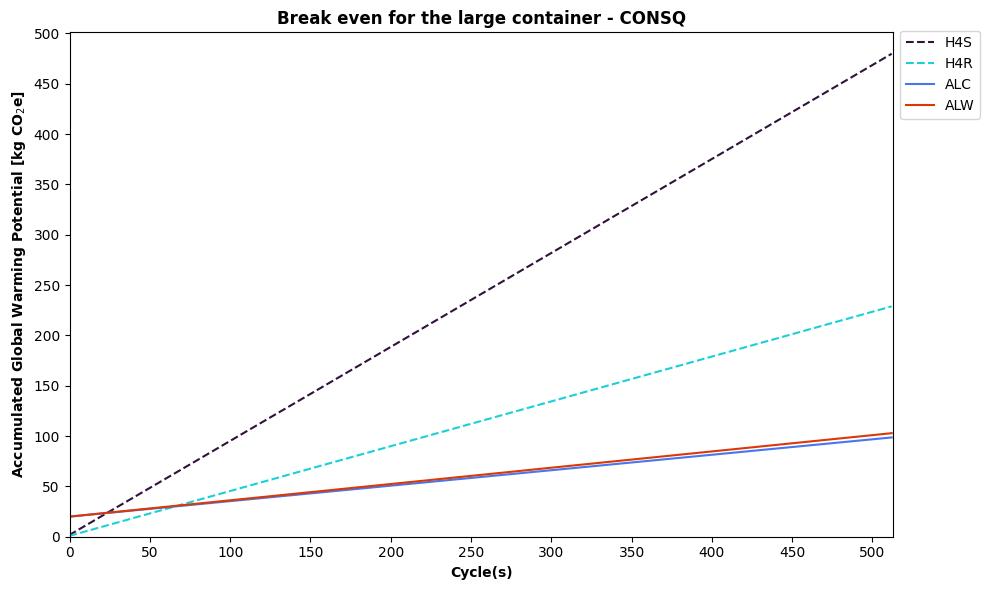 Break even for the large container - CONSQ
Accumulated Global Warming Potential [kg CO₂e]
500
450
400
350
300
250
200
150
100
50
0
0 50 100 150 200 250 300 350 400 450 500
Cycle(s)
H4S
H4R
ALC
ALW